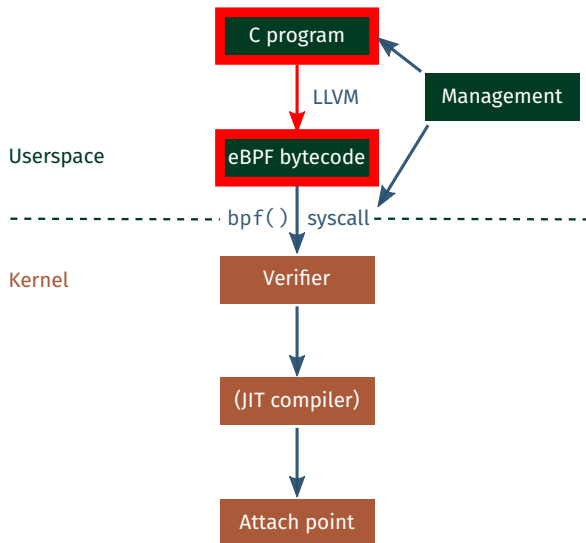 C program
LLVM
Management
Userspace
eBPF bytecode
bpf() syscall
Kernel
Verifier
(JIT compiler)
Attach point